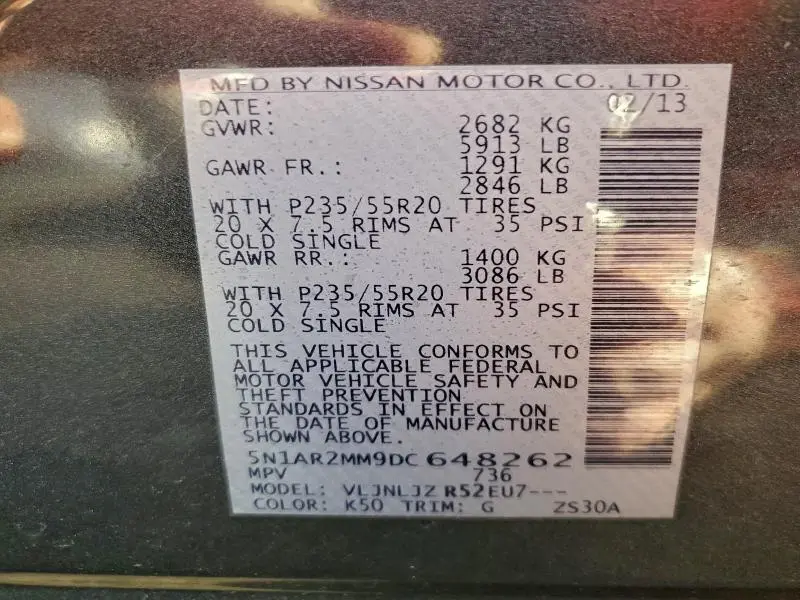 MFD BY NISSAN MOTOR CO., LTD.
DATE: 02/13
GVWR: 2682 KG
5913 LB
GAWR FR.: 1291 KG
2846 LB
WITH P235/55R20 TIRES
20 X 7.5 RIMS AT 35 PSI
COLD SINGLE
GAWR RR.: 1400 KG
3086 LB
WITH P235/55R20 TIRES
20 X 7.5 RIMS AT 35 PSI
COLD SINGLE
THIS VEHICLE CONFORMS TO
ALL APPLICABLE FEDERAL
MOTOR VEHICLE SAFETY AND
THEFT PREVENTION
STANDARDS IN EFFECT ON
THE DATE OF MANUFACTURE
SHOWN ABOVE.
5N1AR2MM9DC648262
MPV 736
MODEL: VLJNLJZ R52EU7---
COLOR: K50 TRIM: G ZS30A